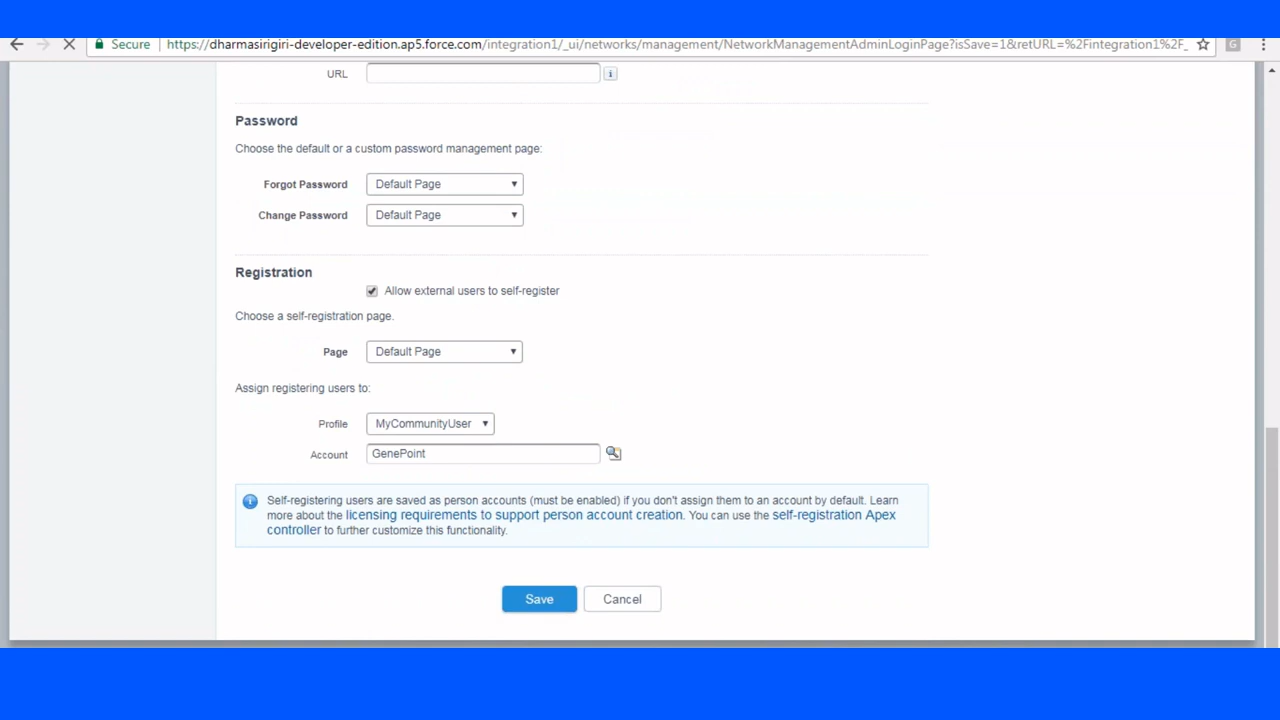 Secure
https://dharmasirigiri-developer-edition.ap5.force.com/integration1/_ui/networks/management/NetworkManagementAdminLoginPage?isSave=1&retURL=%2Fintegration1%2F_
URL
Password
Choose the default or a custom password management page:
Forgot Password Default Page
Change Password Default Page
Registration
Allow external users to self-register
Choose a self-registration page.
Page Default Page
Assign registering users to:
Profile MyCommunityUser
Account GenePoint
Self-registering users are saved as person accounts (must be enabled) if you don't assign them to an account by default. Learn
more about the licensing requirements to support person account creation. You can use the self-registration Apex
controller to further customize this functionality.
Save Cancel